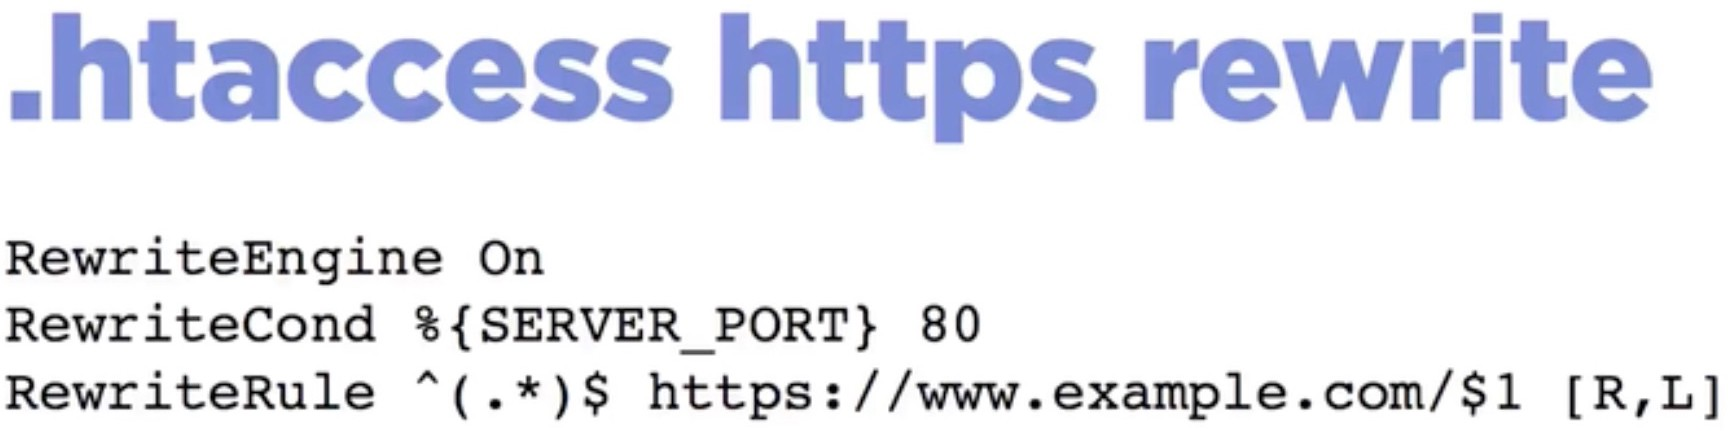 .htaccess https rewrite
RewriteEngine On
RewriteCond %{SERVER_PORT} 80
RewriteRule ^(.*)$ https://www.example.com/$1 [R,L]